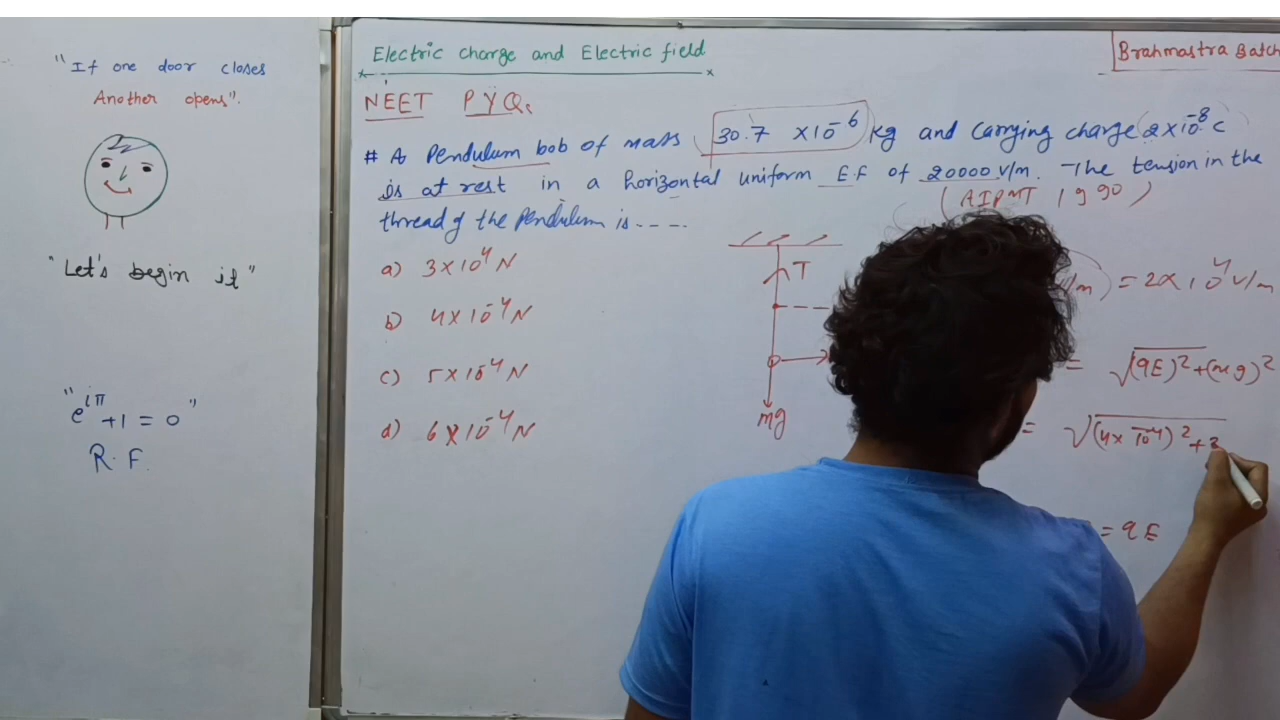 "If one door closes
Another opens".
"Let's begin it"
"e^iπ +1 = 0"
R. F.
Electric charge and Electric field
Brahmastra Batch
NEET PYQs
# A Pendulum bob of mass 30.7 ×10^-6 kg and Carrying charge 2×10^-8 c
is at rest in a horizontal uniform E.F of 20000 V/m. The tension in the
thread of the Pendulum is ----.
(AIPMT 1990)
a) 3×10^4 N
b) 4×10^-4 N
c) 5×10^-4 N
d) 6×10^-4 N
T
mg
/m) = 2×10^4 V/m
= √(qE)^2+(mg)^2
= √(4×10^-4)^2+
= qE